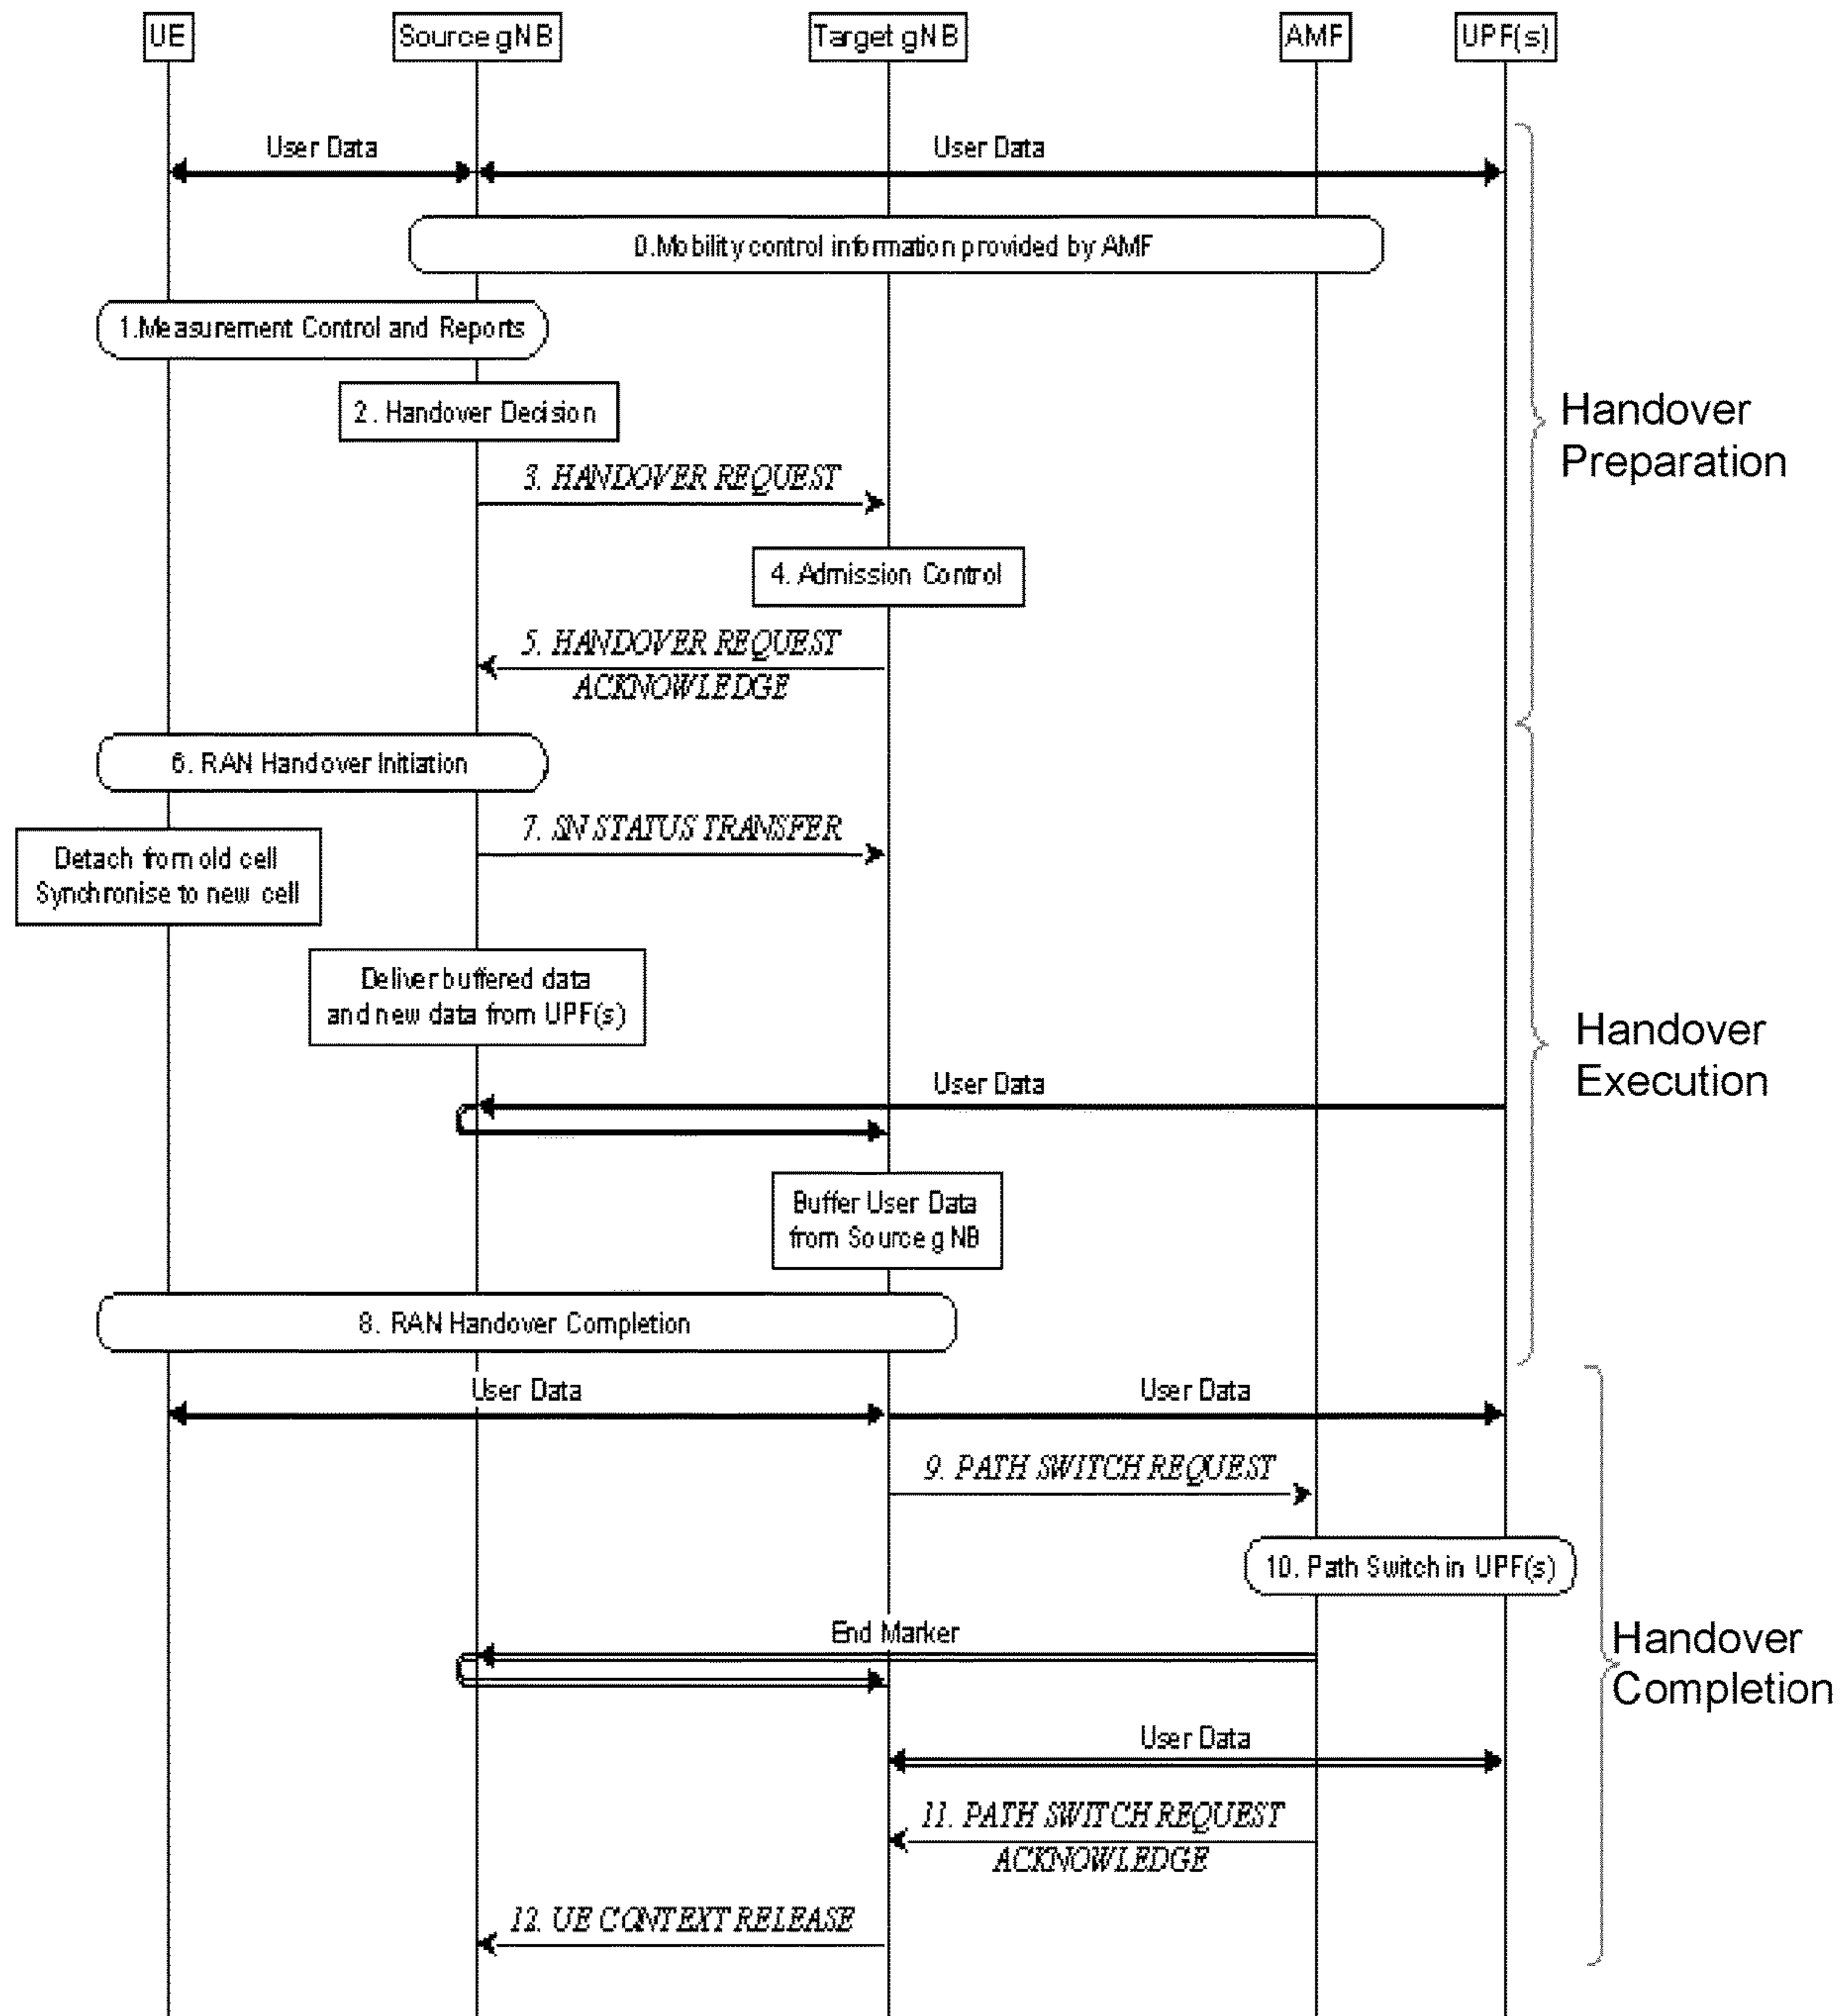 UE
Source gNB
Target gNB
AMF
UPF(s)
User Data
User Data
0.Mobility control information provided by AMF
1.Measurement Control and Reports
2. Handover Decision
Handover
Preparation
3. HANDOVER REQUEST
4. Admission Control
5. HANDOVER REQUEST
ACKNOWLEDGE
6. RAN Handover Initiation
7. SN STATUS TRANSFER
Detach from old cell
Synchronise to new cell
Deliver buffered data
and new data from UPF(s)
Handover
Execution
User Data
Buffer User Data
from Source gNB
8. RAN Handover Completion
User Data
User Data
9. PATH SWITCH REQUEST
10. Path Switch in UPF(s)
End Marker
Handover
Completion
User Data
11. PATH SWITCH REQUEST
ACKNOWLEDGE
12. UE CONTEXT RELEASE